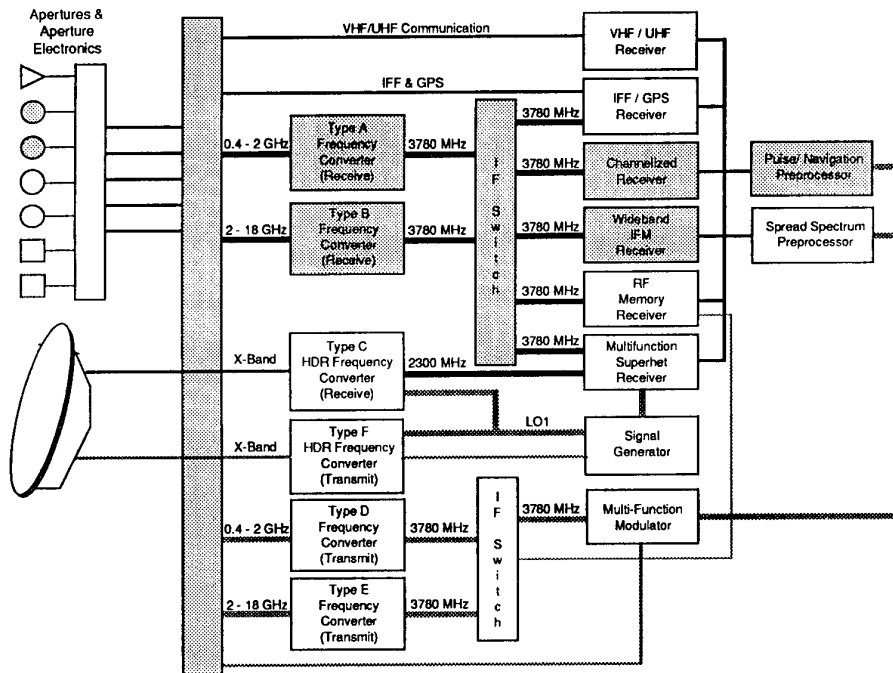 Apertures &
Aperture
Electronics
VHF/UHF Communication
VHF / UHF
Receiver
IFF & GPS
IFF / GPS
Receiver
0.4 - 2 GHz
Type A
Frequency
Converter
(Receive)
3780 MHz
2 - 18 GHz
Type B
Frequency
Converter
(Receive)
3780 MHz
I
F
S
w
i
t
c
h
3780 MHz
3780 MHz
Channelized
Receiver
Pulse/ Navigation
Preprocessor
3780 MHz
Wideband
IFM
Receiver
Spread Spectrum
Preprocessor
3780 MHz
RF
Memory
Receiver
3780 MHz
Multifunction
Superhet
Receiver
X-Band
Type C
HDR Frequency
Converter
(Receive)
2300 MHz
LO1
Signal
Generator
X-Band
Type F
HDR Frequency
Converter
(Transmit)
0.4 - 2 GHz
Type D
Frequency
Converter
(Transmit)
3780 MHz
I
F
S
w
i
t
c
h
3780 MHz
Multi-Function
Modulator
2 - 18 GHz
Type E
Frequency
Converter
(Transmit)
3780 MHz